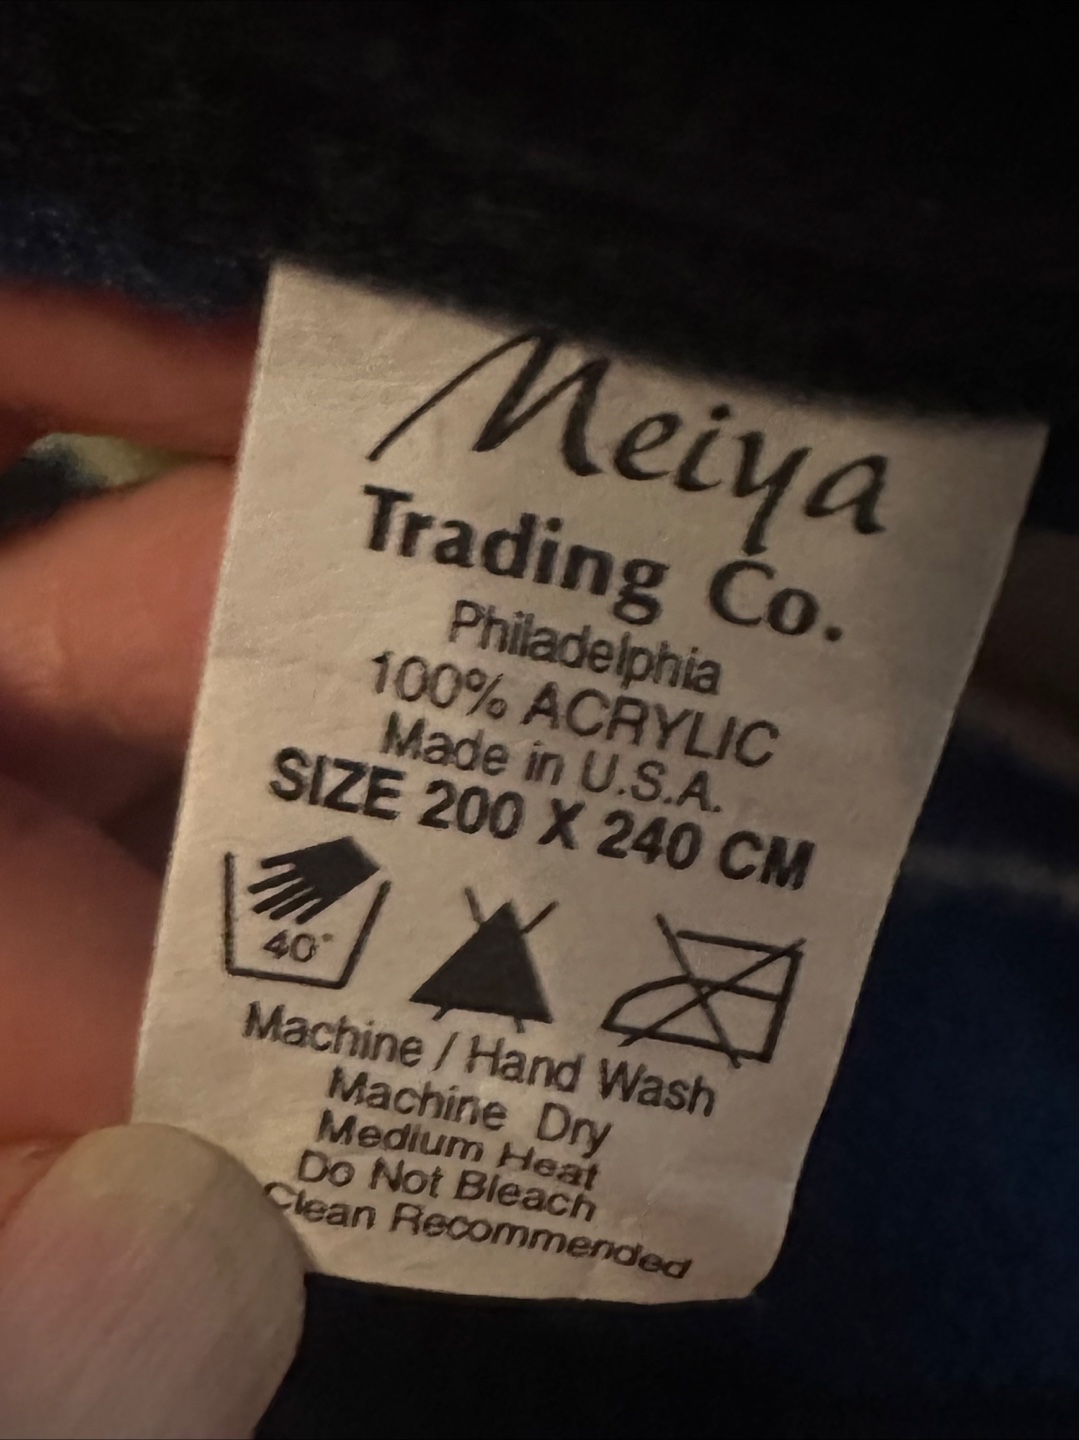 Meiya
Trading Co.
Philadelphia
100% ACRYLIC
Made in U.S.A.
SIZE 200 X 240 CM
40°
Machine / Hand Wash
Machine Dry
Medium Heat
Do Not Bleach
Clean Recommended